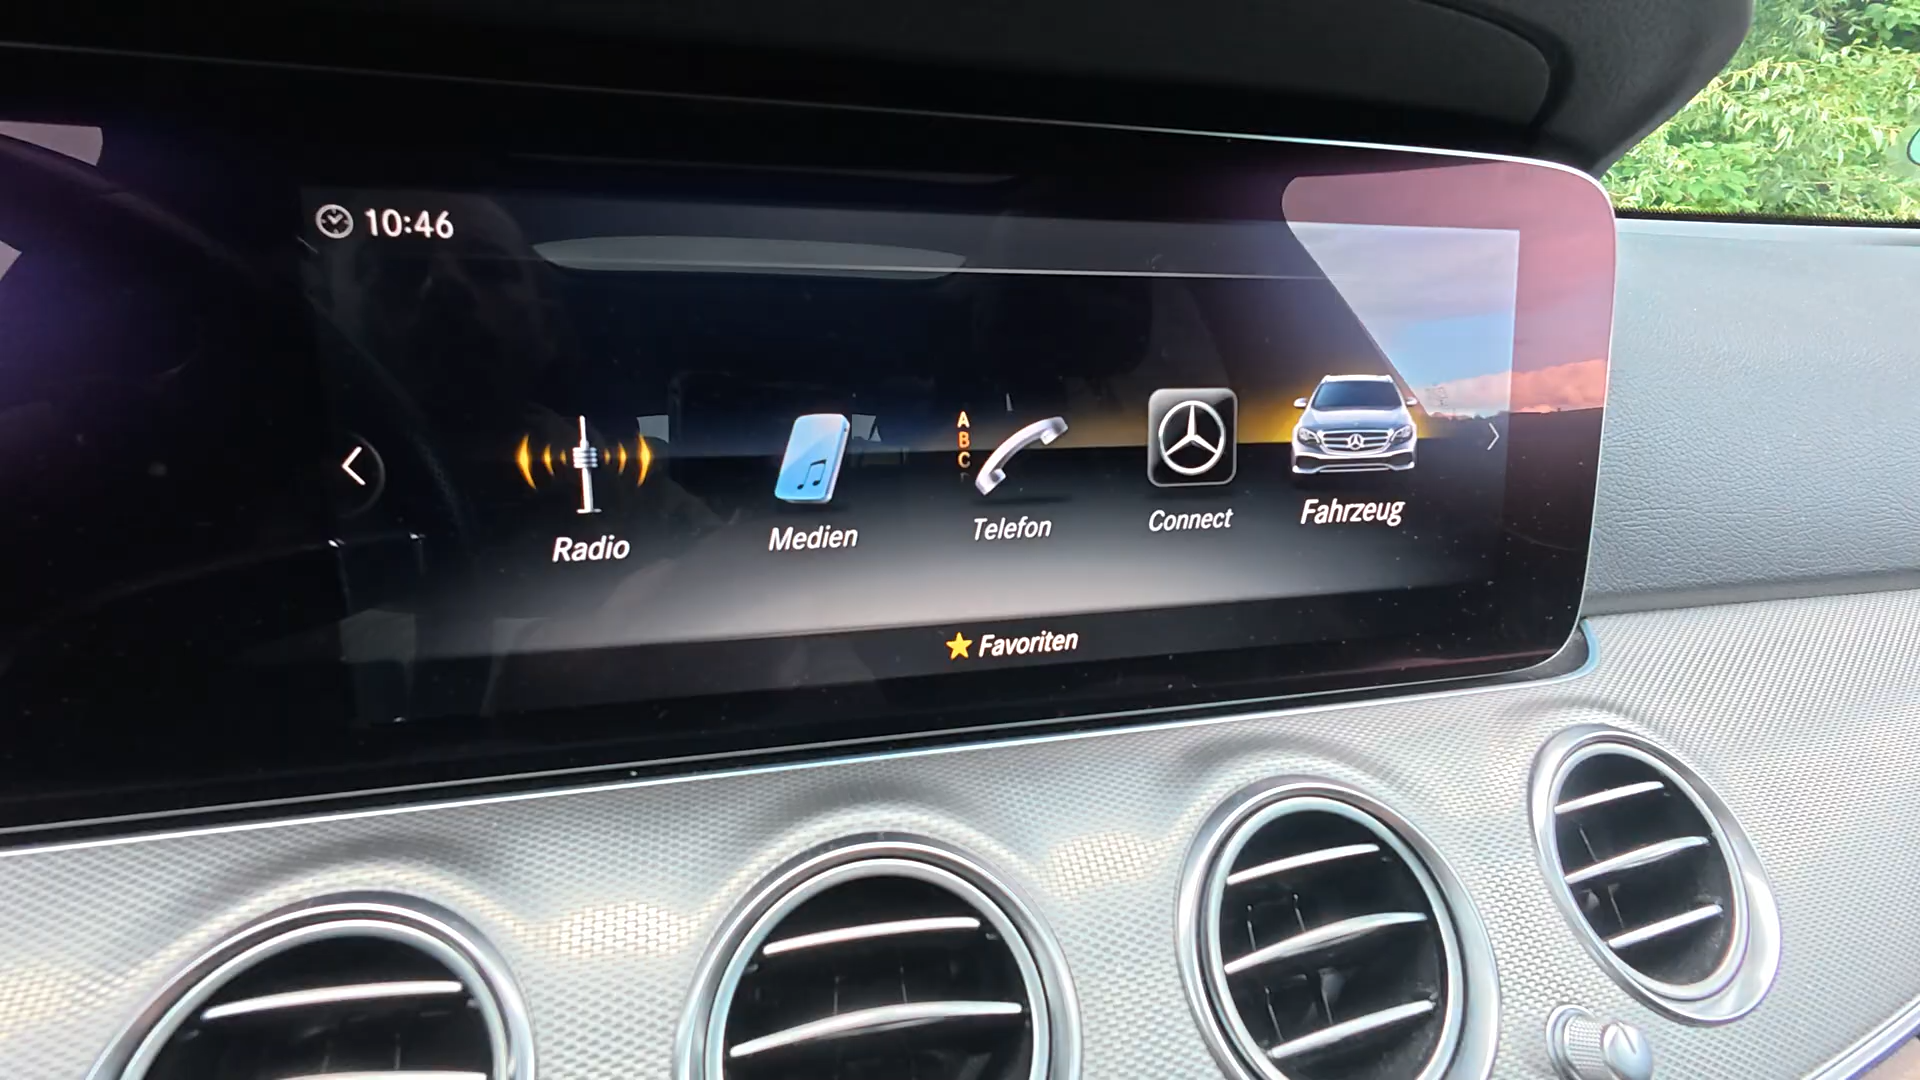 10:46
A
B
C
Radio
Medien
Telefon
Connect
Fahrzeug
Favoriten